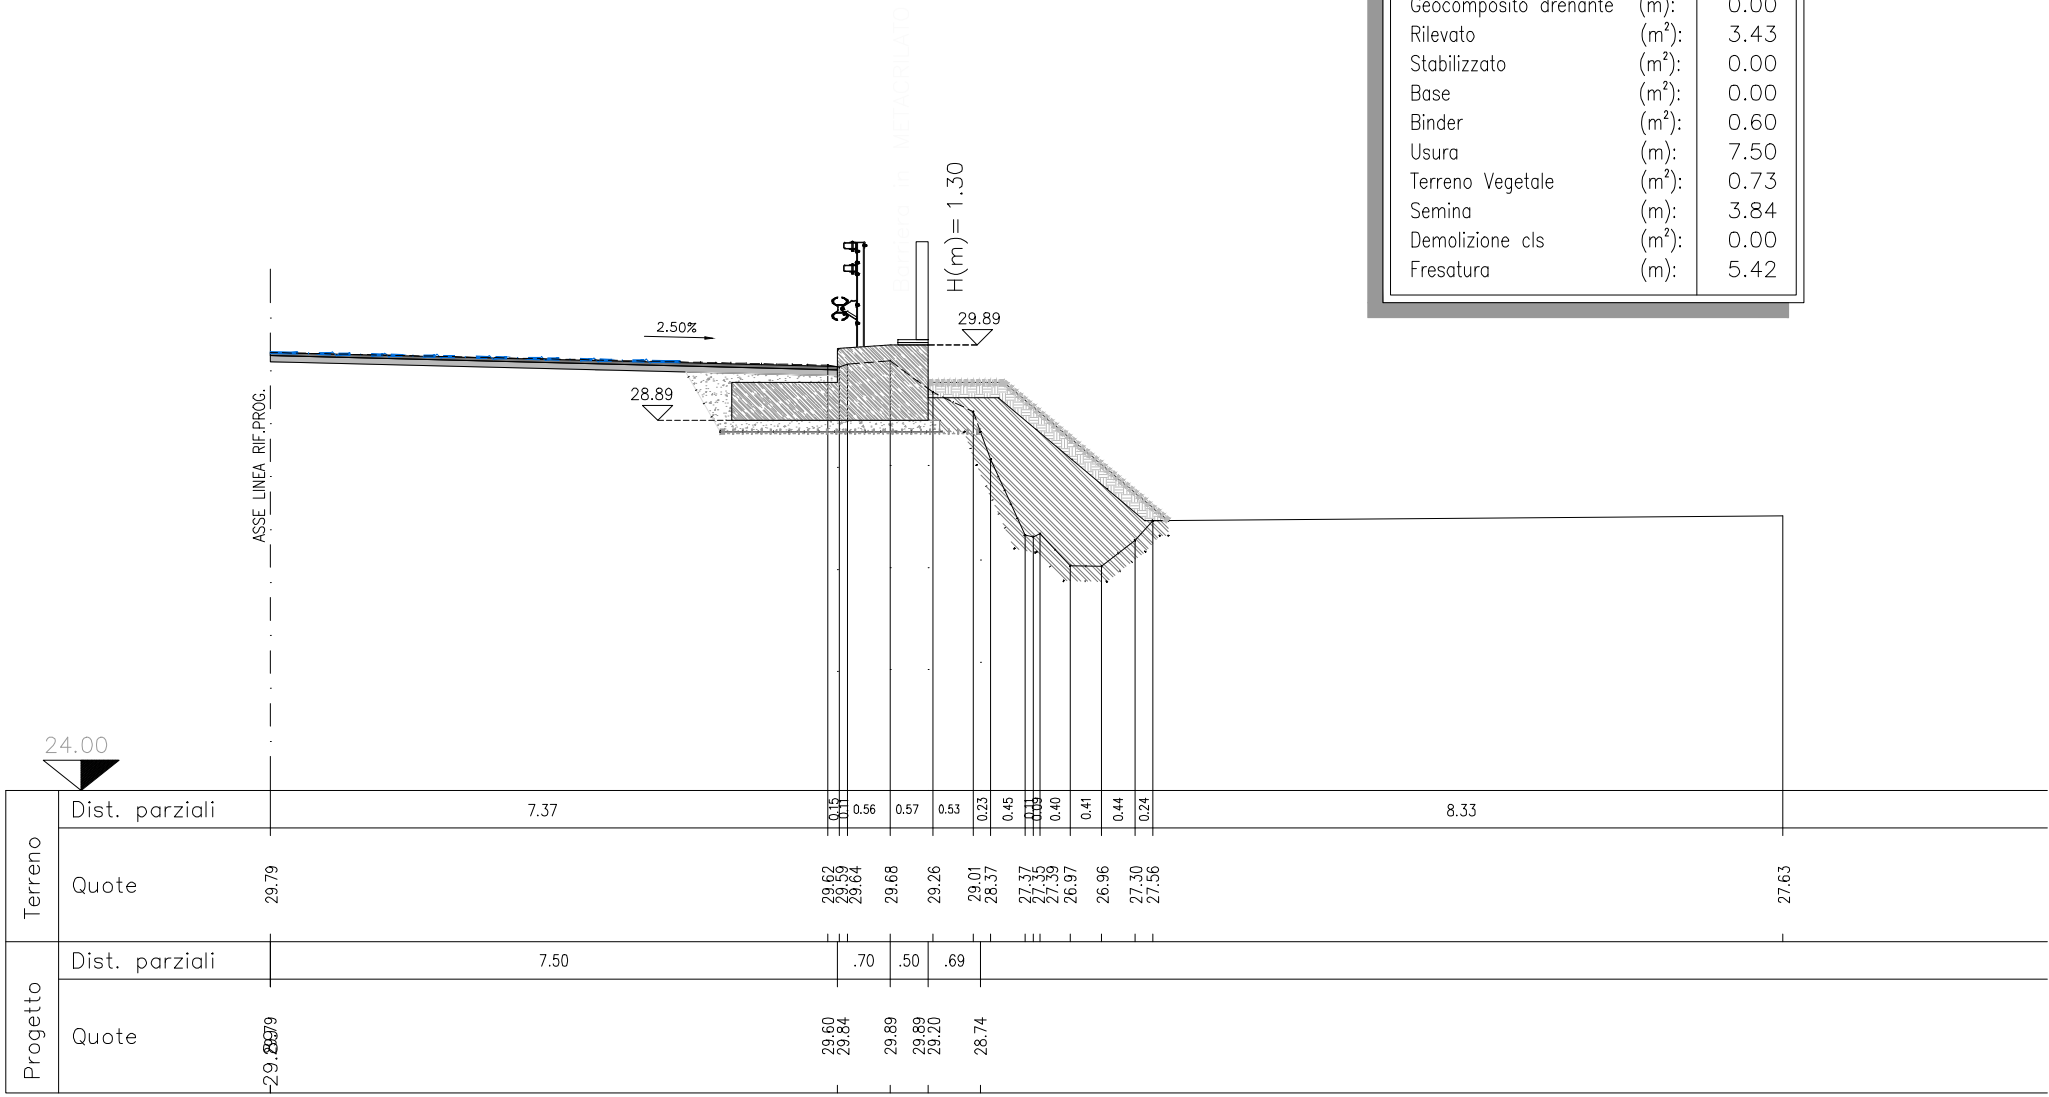 Geocomposito drenante (m): 0.00
Rilevato (m²): 3.43
Stabilizzato (m²): 0.00
Base (m²): 0.00
Binder (m²): 0.60
Usura (m): 7.50
Terreno Vegetale (m²): 0.73
Semina (m): 3.84
Demolizione cls (m²): 0.00
Fresatura (m): 5.42
H(m)= 1.30
29.89
2.50%
28.89
ASSE LINEA RIF.PROG.
24.00
Terreno
Dist. parziali 7.37 0.15 0.11 0.56 0.57 0.53 0.23 0.45 0.11 0.09 0.40 0.41 0.44 0.24 8.33
Quote 29.79 29.62 29.59 29.64 29.68 29.26 29.01 28.37 27.37 27.35 27.39 26.97 26.96 27.30 27.56 27.63
Progetto
Dist. parziali 7.50 .70 .50 .69
Quote 29.60 29.84 29.89 29.89 29.20 28.74